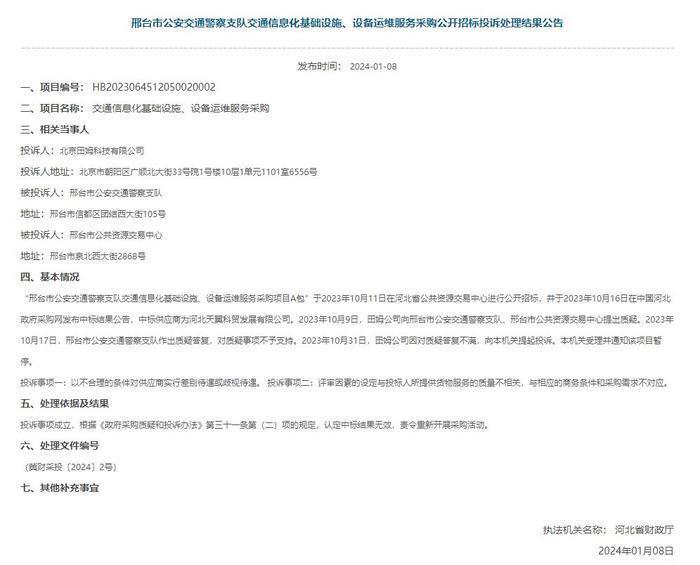 邢台市公安交通警察支队交通信息化基础设施、设备运维服务采购公开招标投诉处理结果公告
发布时间： 2024-01-08
一、项目编号： HB2023064512050020002
二、项目名称： 交通信息化基础设施、设备运维服务采购
三、相关当事人
投诉人：北京田姆科技有限公司
投诉人地址：北京市朝阳区广顺北大街33号院1号楼10层1单元1101室6556号
被投诉人：邢台市公安交通警察支队
地址：邢台市信都区团结西大街105号
被投诉人：邢台市公共资源交易中心
地址：邢台市泉北西大街2868号
四、基本情况
“邢台市公安交通警察支队交通信息化基础设施、设备运维服务采购项目A包”于2023年10月11日在河北省公共资源交易中心进行公开招标，并于2023年10月16日在中国河北
政府采购网发布中标结果公告，中标供应商为河北天翼科贸发展有限公司。2023年10月9日，田姆公司向邢台市公安交通警察支队、邢台市公共资源交易中心提出质疑。2023年
10月17日，邢台市公安交通警察支队作出质疑答复，对质疑事项不予支持。2023年10月31日，田姆公司因对质疑答复不满，向本机关提起投诉。本机关受理并通知该项目暂
停。
投诉事项一：以不合理的条件对供应商实行差别待遇或歧视待遇。 投诉事项二：评审因素的设定与投标人所提供货物服务的质量不相关，与相应的商务条件和采购需求不对应。
五、处理依据及结果
投诉事项成立，根据《政府采购质疑和投诉办法》第三十一条第（二）项的规定，认定中标结果无效，责令重新开展采购活动。
六、处理文件编号
（冀财采投〔2024〕2号）
七、其他补充事宜
执法机关名称： 河北省财政厅
2024年01月08日